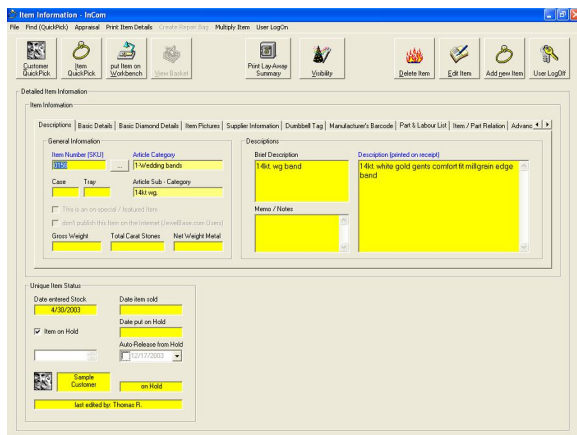 Item Information - InCom
File Find (QuickPick) Appraisal Print Item Details Create Repair Bag Multiply Item User LogOn
Customer QuickPick
Item QuickPick
put Item on Workbench
View Basket
Print Lay-Away Summary
Visibility
Delete Item
Edit Item
Add new Item
User LogOff
Detailed Item Information
Item Information
Descriptions Basic Details Basic Diamond Details Item Pictures Supplier Information Dumbbell Tag Manufacturer's Barcode Part & Labour List Item / Part Relation Advanc
General Information
Item Number (SKU) Article Category
... 1-Wedding bands
Case Tray Article Sub - Category
14kt wg.
This is an on special / featured Item
don't publish this Item on the Internet (JewelBase.com Users)
Gross Weight Total Carat Stones Net Weight Metal
Descriptions
Brief Description Description (printed on receipt)
14kt. wg band
14kt. white gold gents comfort fit millgrain edge
band
Memo / Notes
Unique Item Status
Date entered Stock Date item sold
4/30/2003
Date put on Hold
Item on Hold
Auto-Release from Hold
12/17/2003
Sample
Customer
on Hold
last edited by: Thomas R.